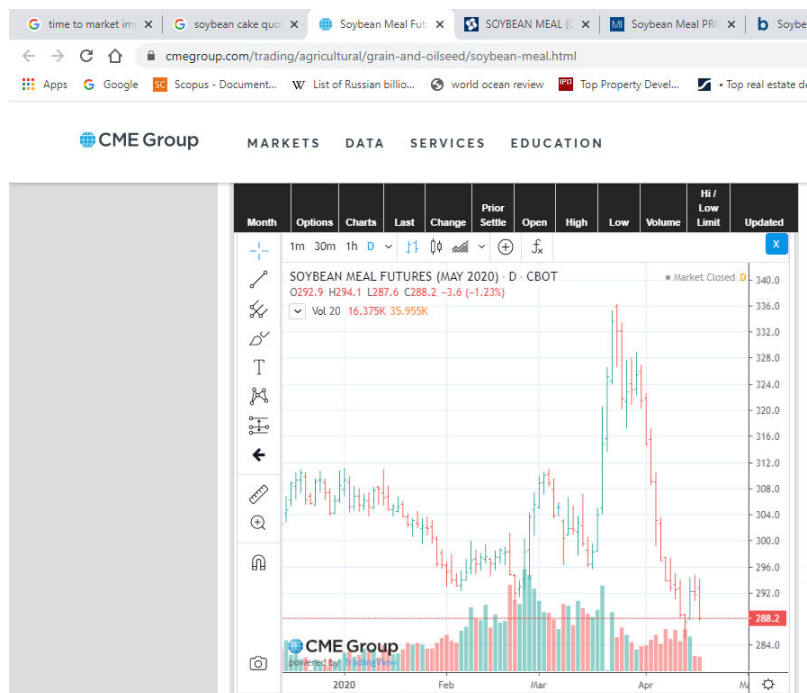 time to market im
soybean cake quo
Soybean Meal Fut
SOYBEAN MEAL (
Soybean Meal PRI
Soybe
cmegroup.com/trading/agricultural/grain-and-oilseed/soybean-meal.html
Apps Google Scopus - Document... List of Russian billio... world ocean review Top Property Devel... • Top real estate de
CME Group MARKETS DATA SERVICES EDUCATION
Month Options Charts Last Change Prior Settle Open High Low Volume Hi / Low Limit Updated
1m 30m 1h D fx X
SOYBEAN MEAL FUTURES (MAY 2020) · D · CBOT
Market Closed D
O292.9 H294.1 L287.6 C288.2 −3.6 (−1.23%)
Vol 20 16.375K 35.955K
T
340.0
336.0
332.0
328.0
324.0
320.0
316.0
312.0
308.0
304.0
300.0
296.0
292.0
288.2
284.0
CME Group
powered by TradingView
2020 Feb Mar Apr M